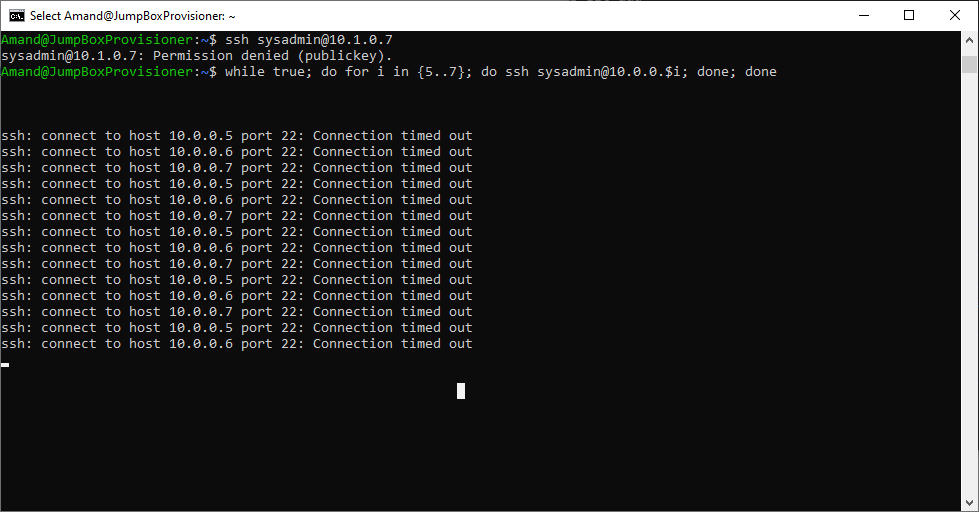 Select Amand@JumpBoxProvisioner: ~
Amand@JumpBoxProvisioner:~$ ssh sysadmin@10.1.0.7
sysadmin@10.1.0.7: Permission denied (publickey).
Amand@JumpBoxProvisioner:~$ while true; do for i in {5..7}; do ssh sysadmin@10.0.0.$i; done; done
ssh: connect to host 10.0.0.5 port 22: Connection timed out
ssh: connect to host 10.0.0.6 port 22: Connection timed out
ssh: connect to host 10.0.0.7 port 22: Connection timed out
ssh: connect to host 10.0.0.5 port 22: Connection timed out
ssh: connect to host 10.0.0.6 port 22: Connection timed out
ssh: connect to host 10.0.0.7 port 22: Connection timed out
ssh: connect to host 10.0.0.5 port 22: Connection timed out
ssh: connect to host 10.0.0.6 port 22: Connection timed out
ssh: connect to host 10.0.0.7 port 22: Connection timed out
ssh: connect to host 10.0.0.5 port 22: Connection timed out
ssh: connect to host 10.0.0.6 port 22: Connection timed out
ssh: connect to host 10.0.0.7 port 22: Connection timed out
ssh: connect to host 10.0.0.5 port 22: Connection timed out
ssh: connect to host 10.0.0.6 port 22: Connection timed out